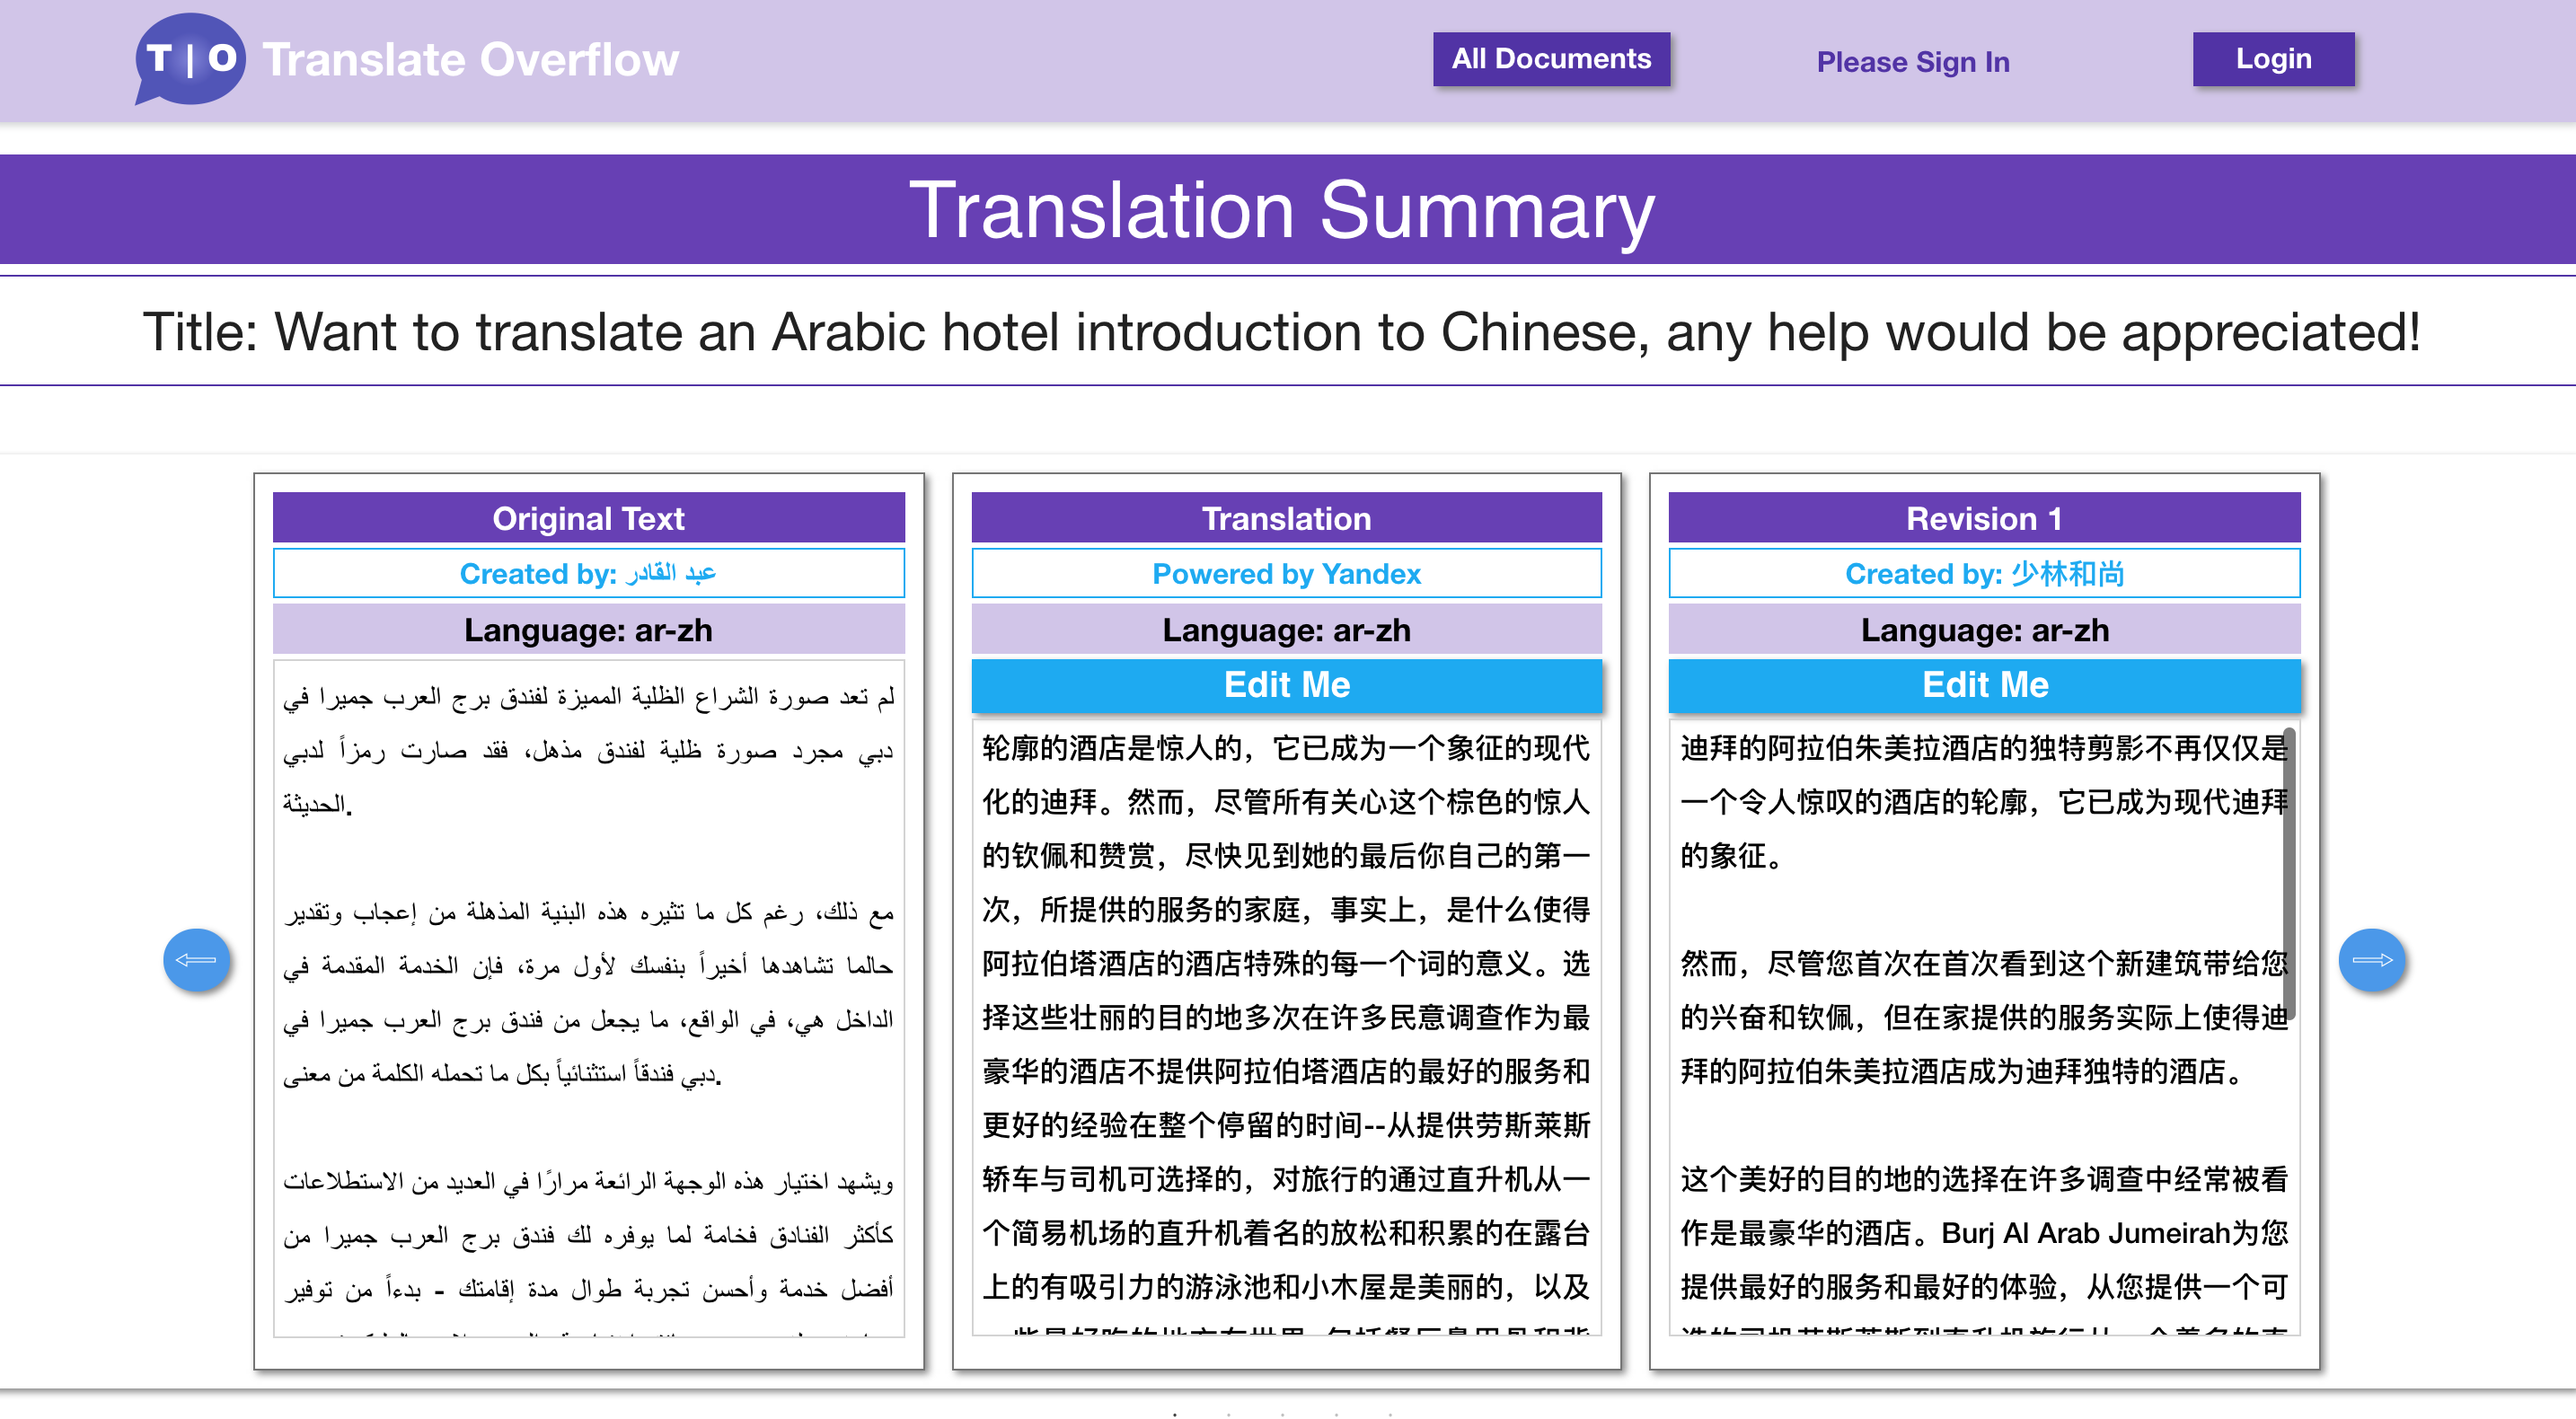 T | O Translate Overflow
All Documents
Please Sign In
Login
Translation Summary
Title: Want to translate an Arabic hotel introduction to Chinese, any help would be appreciated!
Original Text
Created by: عبد القادر
Language: ar-zh
لم تعد صورة الشراع الظلية المميزة لفندق برج العرب جميرا في
دبي مجرد صورة ظلية لفندق مذهل، فقد صارت رمزاً لدبي
الحديثة.
مع ذلك، رغم كل ما تثيره هذه البنية المذهلة من إعجاب وتقدير
حالما تشاهدها أخيراً بنفسك لأول مرة، فإن الخدمة المقدمة في
الداخل هي، في الواقع، ما يجعل من فندق برج العرب جميرا في
دبي فندقاً استثنائياً بكل ما تحمله الكلمة من معنى.
ويشهد اختيار هذه الوجهة الرائعة مرارًا في العديد من الاستطلاعات
كأكثر الفنادق فخامة لما يوفره لك فندق برج العرب جميرا من
أفضل خدمة وأحسن تجربة طوال مدة إقامتك - بدءاً من توفير
Translation
Powered by Yandex
Language: ar-zh
Edit Me
轮廓的酒店是惊人的，它已成为一个象征的现代
化的迪拜。然而，尽管所有关心这个棕色的惊人
的钦佩和赞赏，尽快见到她的最后你自己的第一
次，所提供的服务的家庭，事实上，是什么使得
阿拉伯塔酒店的酒店特殊的每一个词的意义。选
择这些壮丽的目的地多次在许多民意调查作为最
豪华的酒店不提供阿拉伯塔酒店的最好的服务和
更好的经验在整个停留的时间--从提供劳斯莱斯
轿车与司机可选择的，对旅行的通过直升机从一
个简易机场的直升机着名的放松和积累的在露台
上的有吸引力的游泳池和小木屋是美丽的，以及
Revision 1
Created by: 少林和尚
Language: ar-zh
Edit Me
迪拜的阿拉伯朱美拉酒店的独特剪影不再仅仅是
一个令人惊叹的酒店的轮廓，它已成为现代迪拜
的象征。
然而，尽管您首次在首次看到这个新建筑带给您
的兴奋和钦佩，但在家提供的服务实际上使得迪
拜的阿拉伯朱美拉酒店成为迪拜独特的酒店。
这个美好的目的地的选择在许多调查中经常被看
作是最豪华的酒店。Burj Al Arab Jumeirah为您
提供最好的服务和最好的体验，从您提供一个可